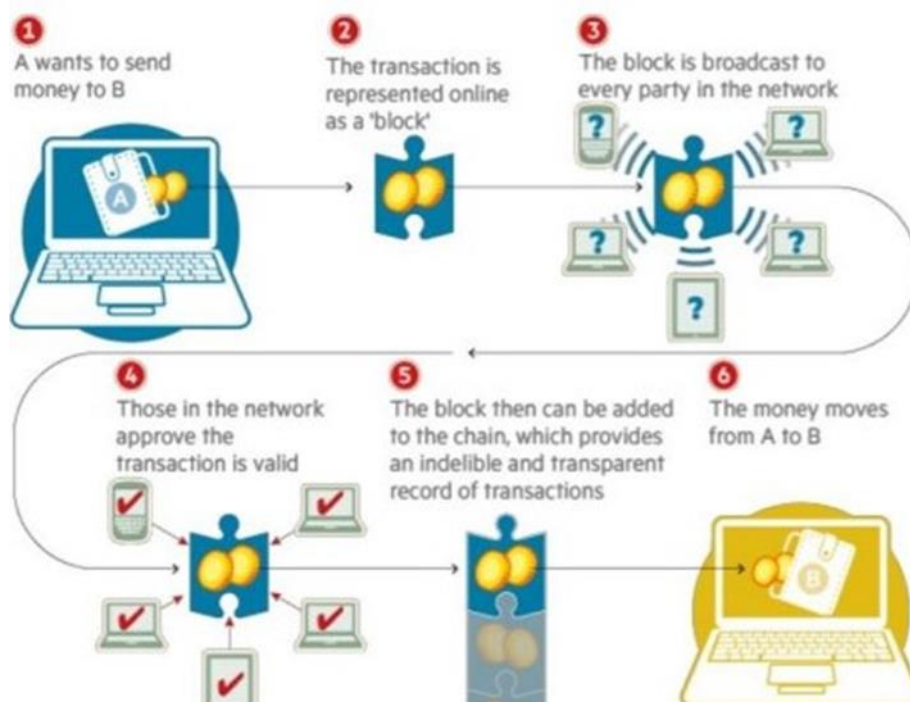 1
A wants to send
money to B
2
The transaction is
represented online
as a 'block'
3
The block is broadcast to
every party in the network
A
?
?
?
?
?
4
Those in the network
approve the
transaction is valid
5
The block then can be added
to the chain, which provides
an indelible and transparent
record of transactions
6
The money moves
from A to B
B